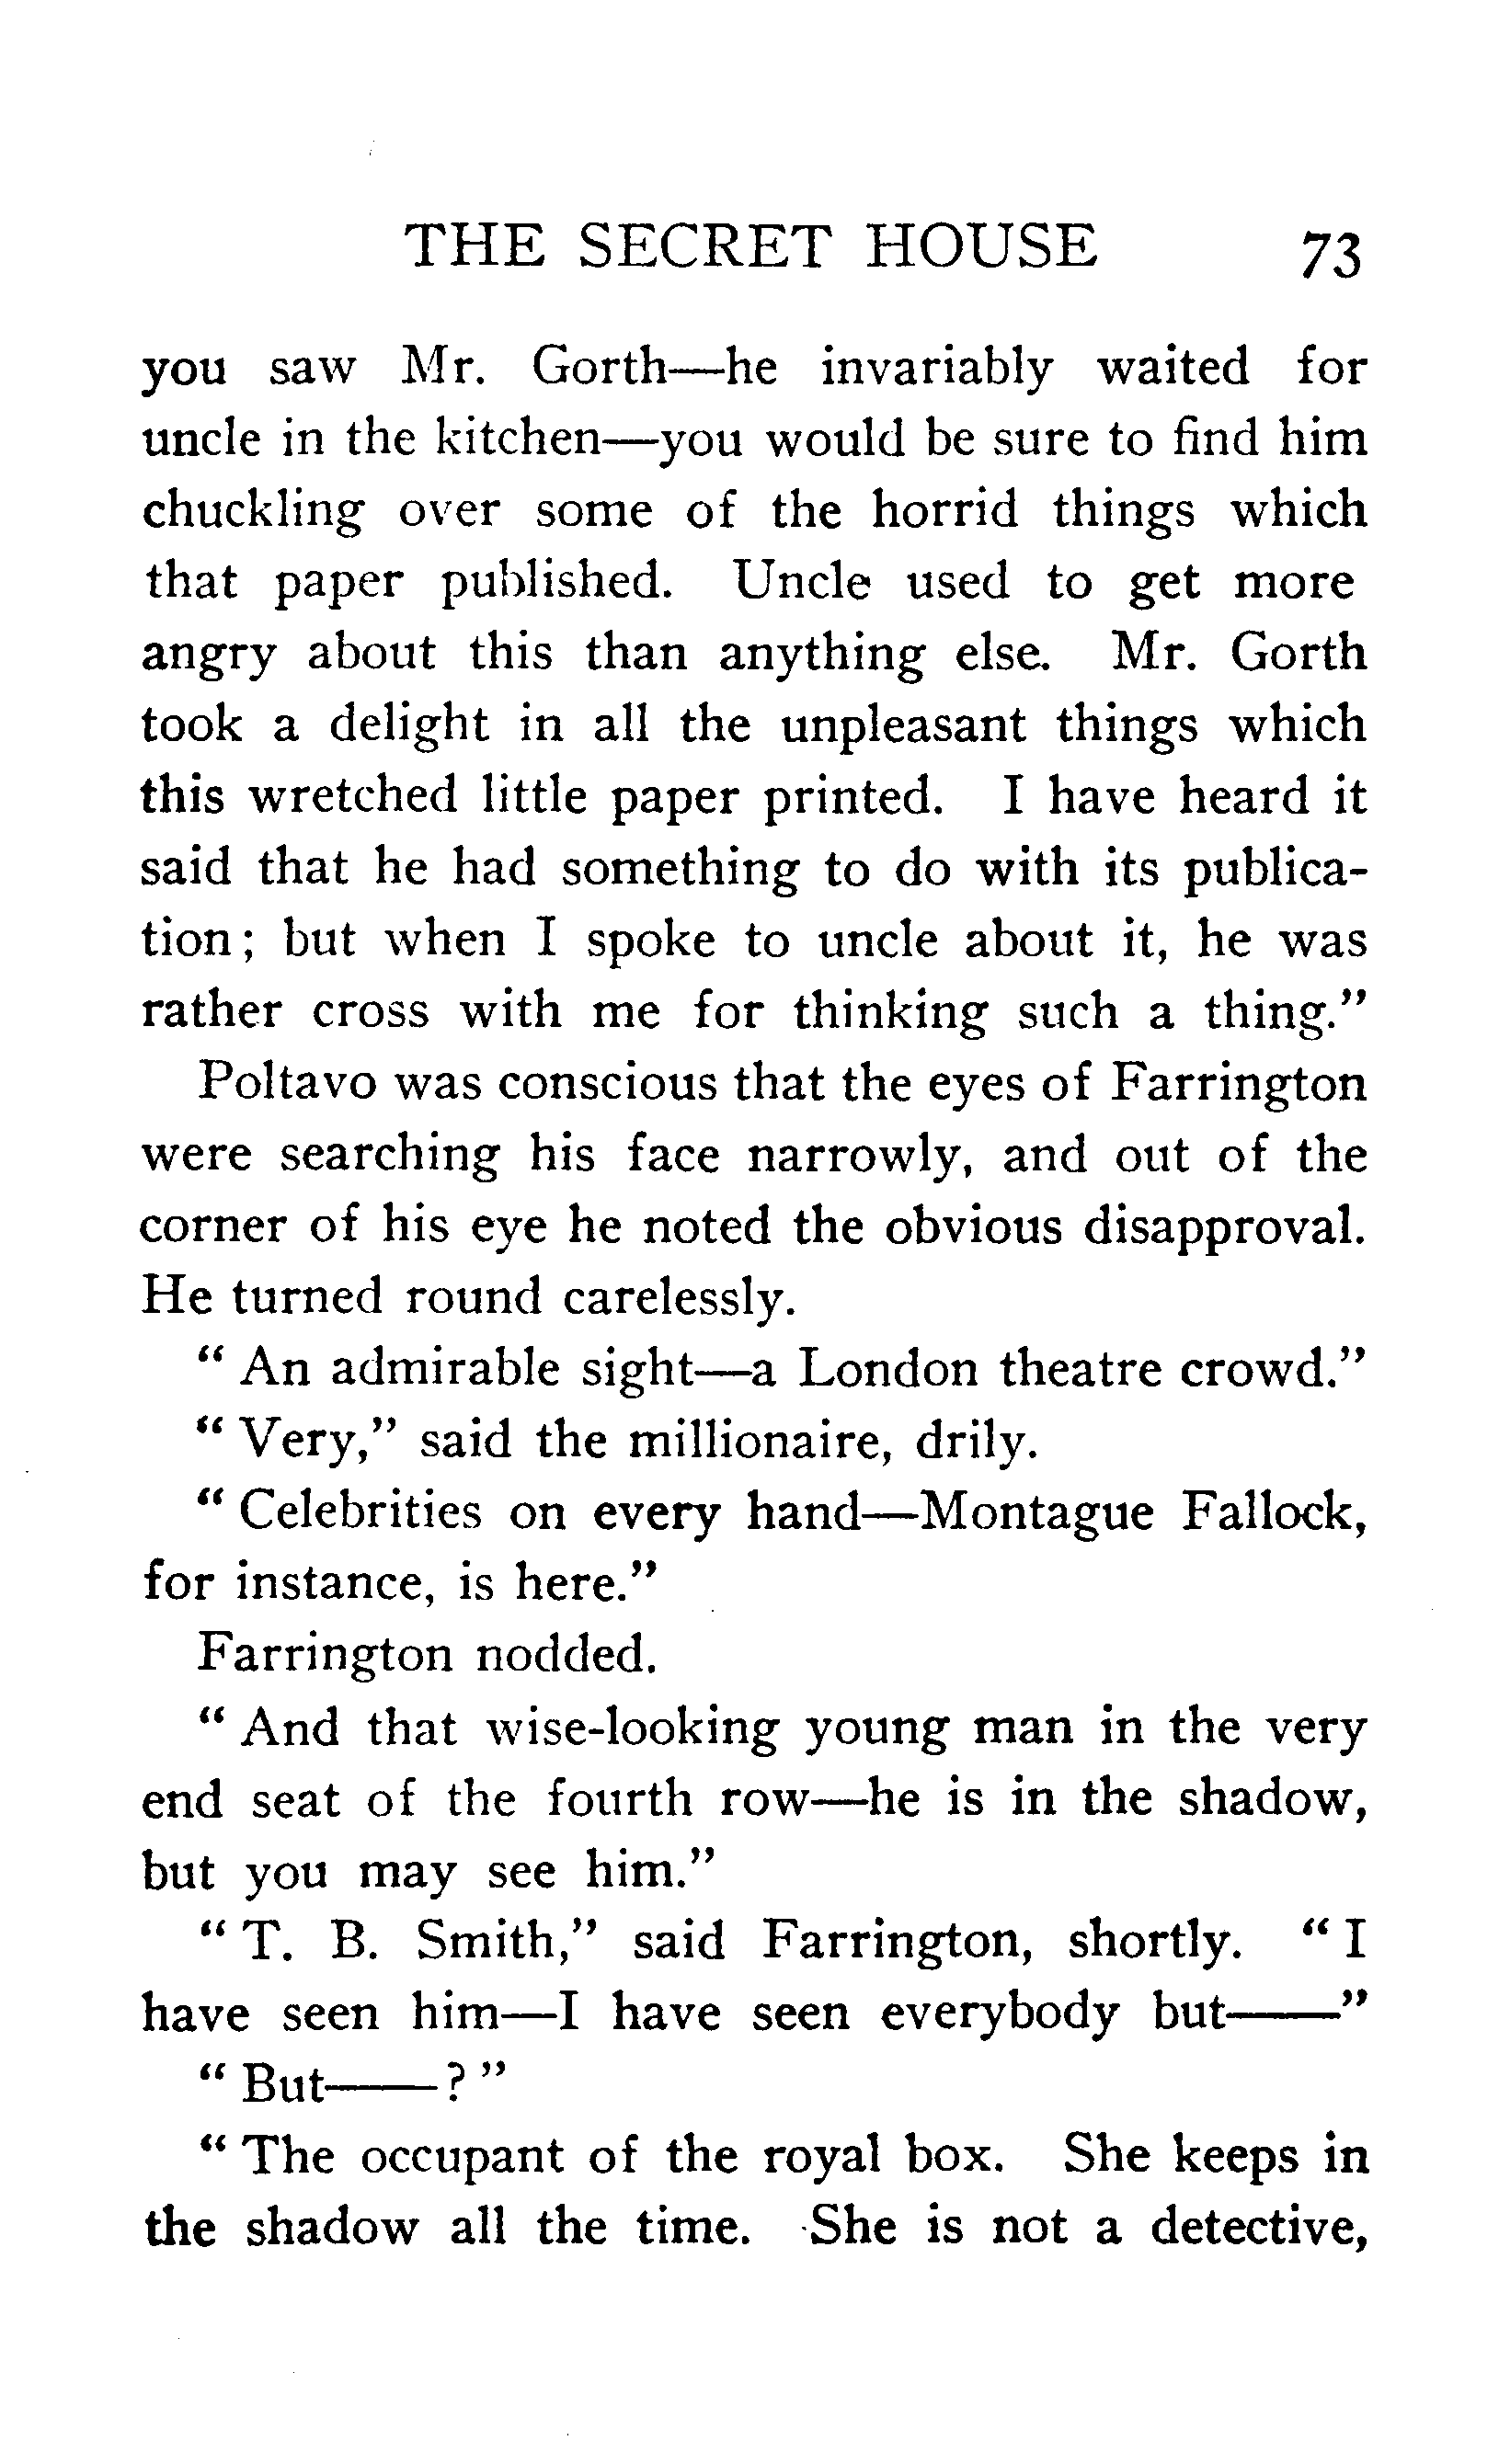 THE SECRET HOUSE 73
you saw Mr. Gorth—he invariably waited for
uncle in the kitchen—you would be sure to find him
chuckling over some of the horrid things which
that paper published. Uncle used to get more
angry about this than anything else. Mr. Gorth
took a delight in all the unpleasant things which
this wretched little paper printed. I have heard it
said that he had something to do with its publica-
tion; but when I spoke to uncle about it, he was
rather cross with me for thinking such a thing.”
Poltavo was conscious that the eyes of Farrington
were searching his face narrowly, and out of the
corner of his eye he noted the obvious disapproval.
He turned round carelessly.
“ An admirable sight—a London theatre crowd.”
“ Very,” said the millionaire, drily.
“ Celebrities on every hand—Montague Fallock,
for instance, is here.”
Farrington nodded.
“ And that wise-looking young man in the very
end seat of the fourth row—he is in the shadow,
but you may see him.”
“ T. B. Smith,” said Farrington, shortly. “ I
have seen him—I have seen everybody but——”
“ But——? ”
“ The occupant of the royal box. She keeps in
the shadow all the time. She is not a detective,